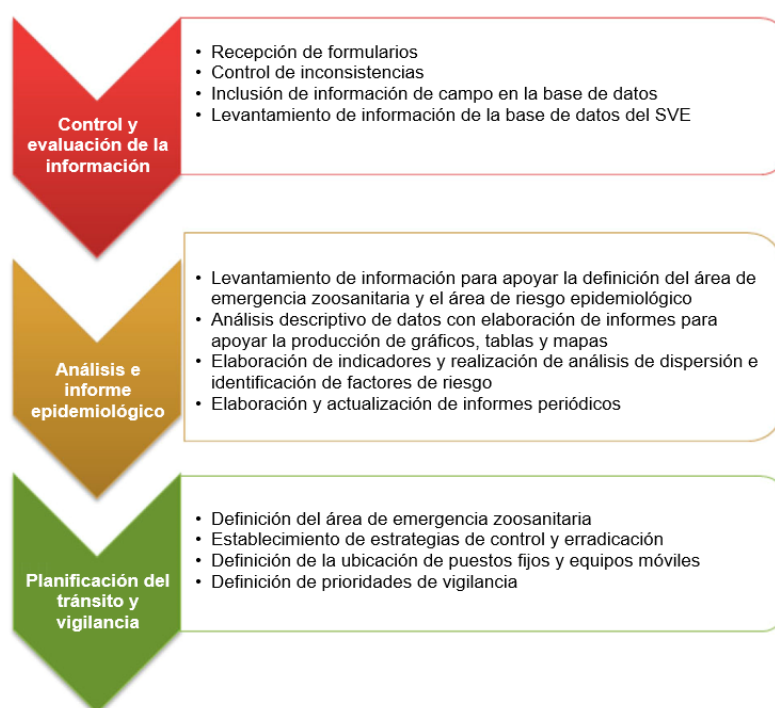 Control y
evaluación de la
información
• Recepción de formularios
• Control de inconsistencias
• Inclusión de información de campo en la base de datos
• Levantamiento de información de la base de datos del SVE
Análisis e
informe
epidemiológico
• Levantamiento de información para apoyar la definición del área de
emergencia zoosanitaria y el área de riesgo epidemiológico
• Análisis descriptivo de datos con elaboración de informes para
apoyar la producción de gráficos, tablas y mapas
• Elaboración de indicadores y realización de análisis de dispersión e
identificación de factores de riesgo
• Elaboración y actualización de informes periódicos
Planificación del
tránsito y
vigilancia
• Definición del área de emergencia zoosanitaria
• Establecimiento de estrategias de control y erradicación
• Definición de la ubicación de puestos fijos y equipos móviles
• Definición de prioridades de vigilancia